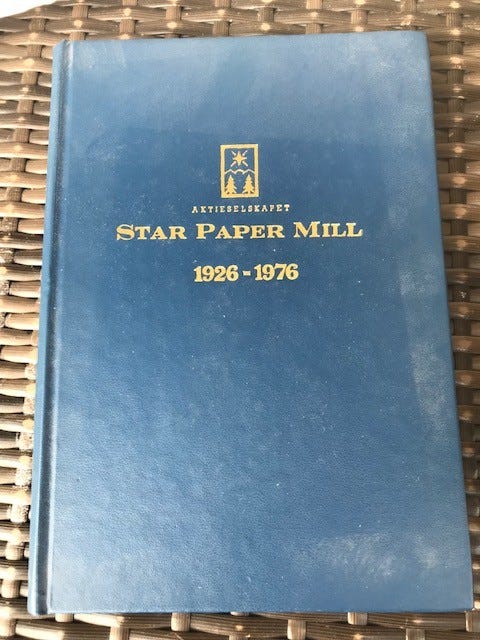 AKTIESELSKAPET
STAR PAPER MILL
1926-1976